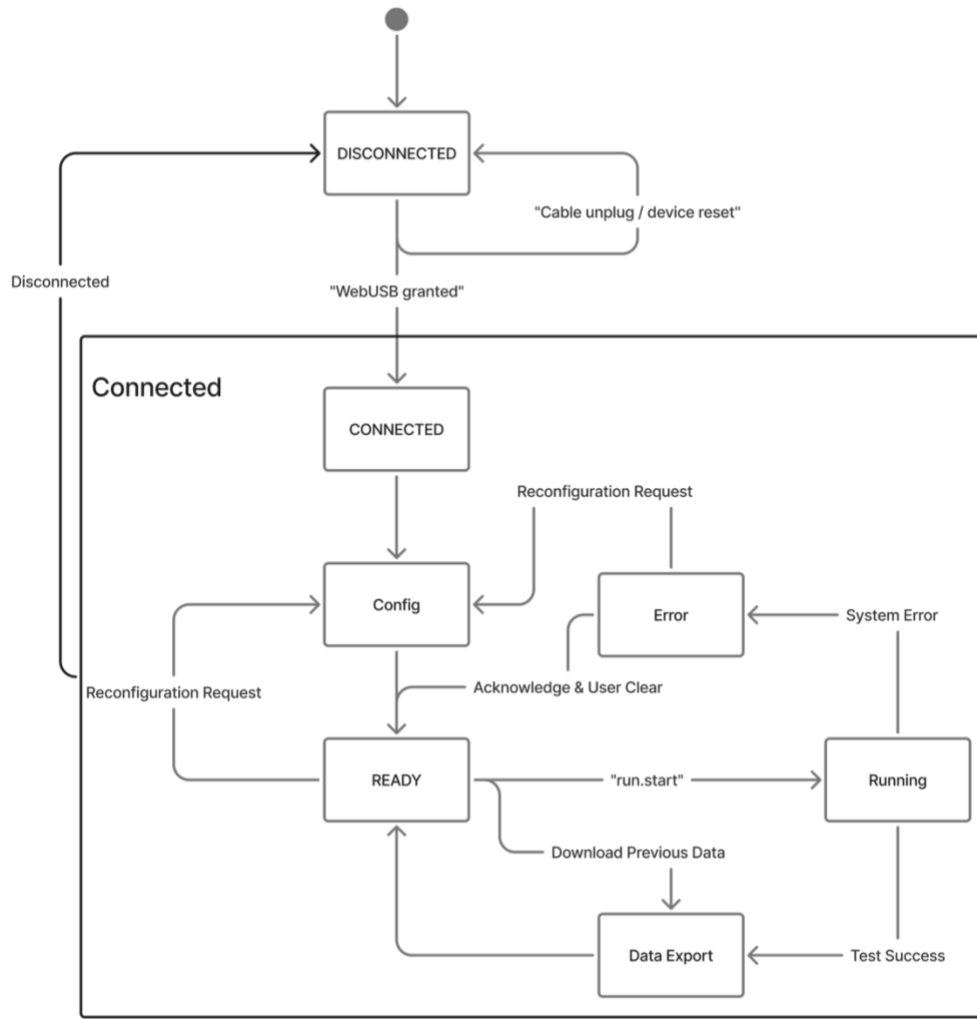 DISCONNECTED
"Cable unplug / device reset"
Disconnected
"WebUSB granted"
Connected
CONNECTED
Reconfiguration Request
Config
Error
System Error
Acknowledge & User Clear
Reconfiguration Request
READY
"run.start"
Running
Download Previous Data
Data Export
Test Success